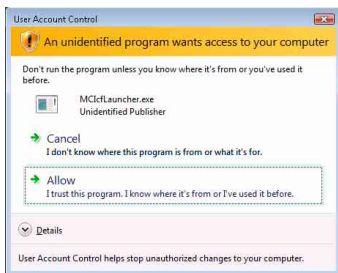 User Account Control
An unidentified program wants access to your computer
Don't run the program unless you know where it's from or you've used it
before.
MCIcfLauncher.exe
Unidentified Publisher
Cancel
I don't know where this program is from or what it's for.
Allow
I trust this program. I know where it's from or I've used it before.
Details
User Account Control helps stop unauthorized changes to your computer.